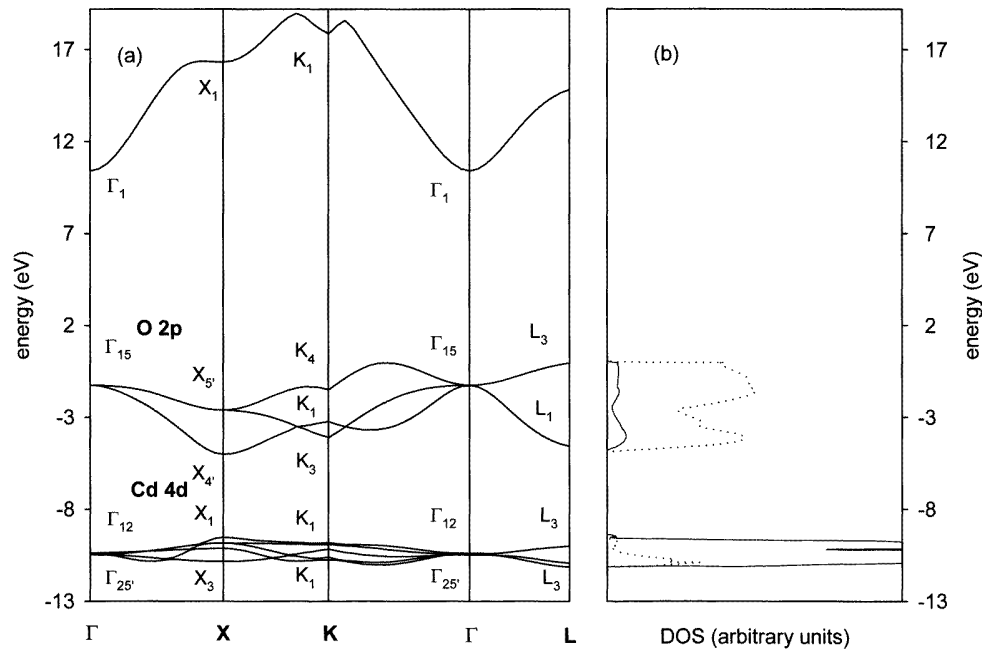 (a)
(b)
17
12
7
2
-3
-8
-13
energy (eV)
X₁
K₁
Γ₁
Γ₁
O 2p
Γ₁₅
X₅'
K₄
Γ₁₅
L₃
K₁
L₁
K₃
X₄'
Cd 4d
Γ₁₂
X₁
K₁
Γ₁₂
L₃
Γ₂₅'
X₃
K₁
Γ₂₅'
L₃
Γ X K Γ L
17
12
7
2
-3
-8
-13
energy (eV)
DOS (arbitrary units)